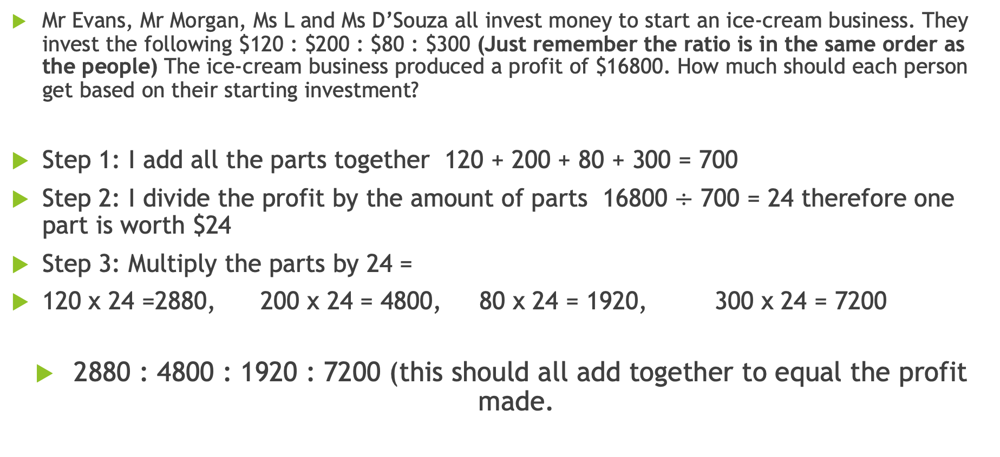 Mr Evans, Mr Morgan, Ms L and Ms D’Souza all invest money to start an ice-cream business. They
invest the following $120 : $200 : $80 : $300 (Just remember the ratio is in the same order as
the people) The ice-cream business produced a profit of $16800. How much should each person
get based on their starting investment?
Step 1: I add all the parts together 120 + 200 + 80 + 300 = 700
Step 2: I divide the profit by the amount of parts 16800 ÷ 700 = 24 therefore one
part is worth $24
Step 3: Multiply the parts by 24 =
120 x 24 =2880, 200 x 24 = 4800, 80 x 24 = 1920, 300 x 24 = 7200
2880 : 4800 : 1920 : 7200 (this should all add together to equal the profit
made.